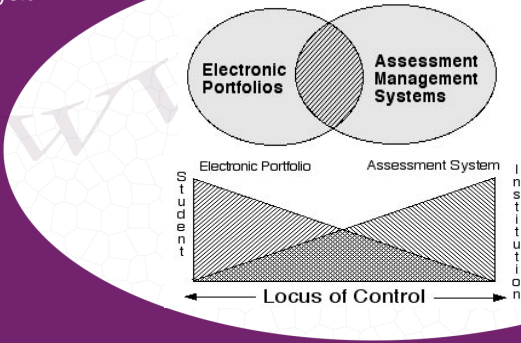 Electronic
Portfolios
Assessment
Management
Systems
Electronic Portfolio
Assessment System
Student
Institution
Locus of Control